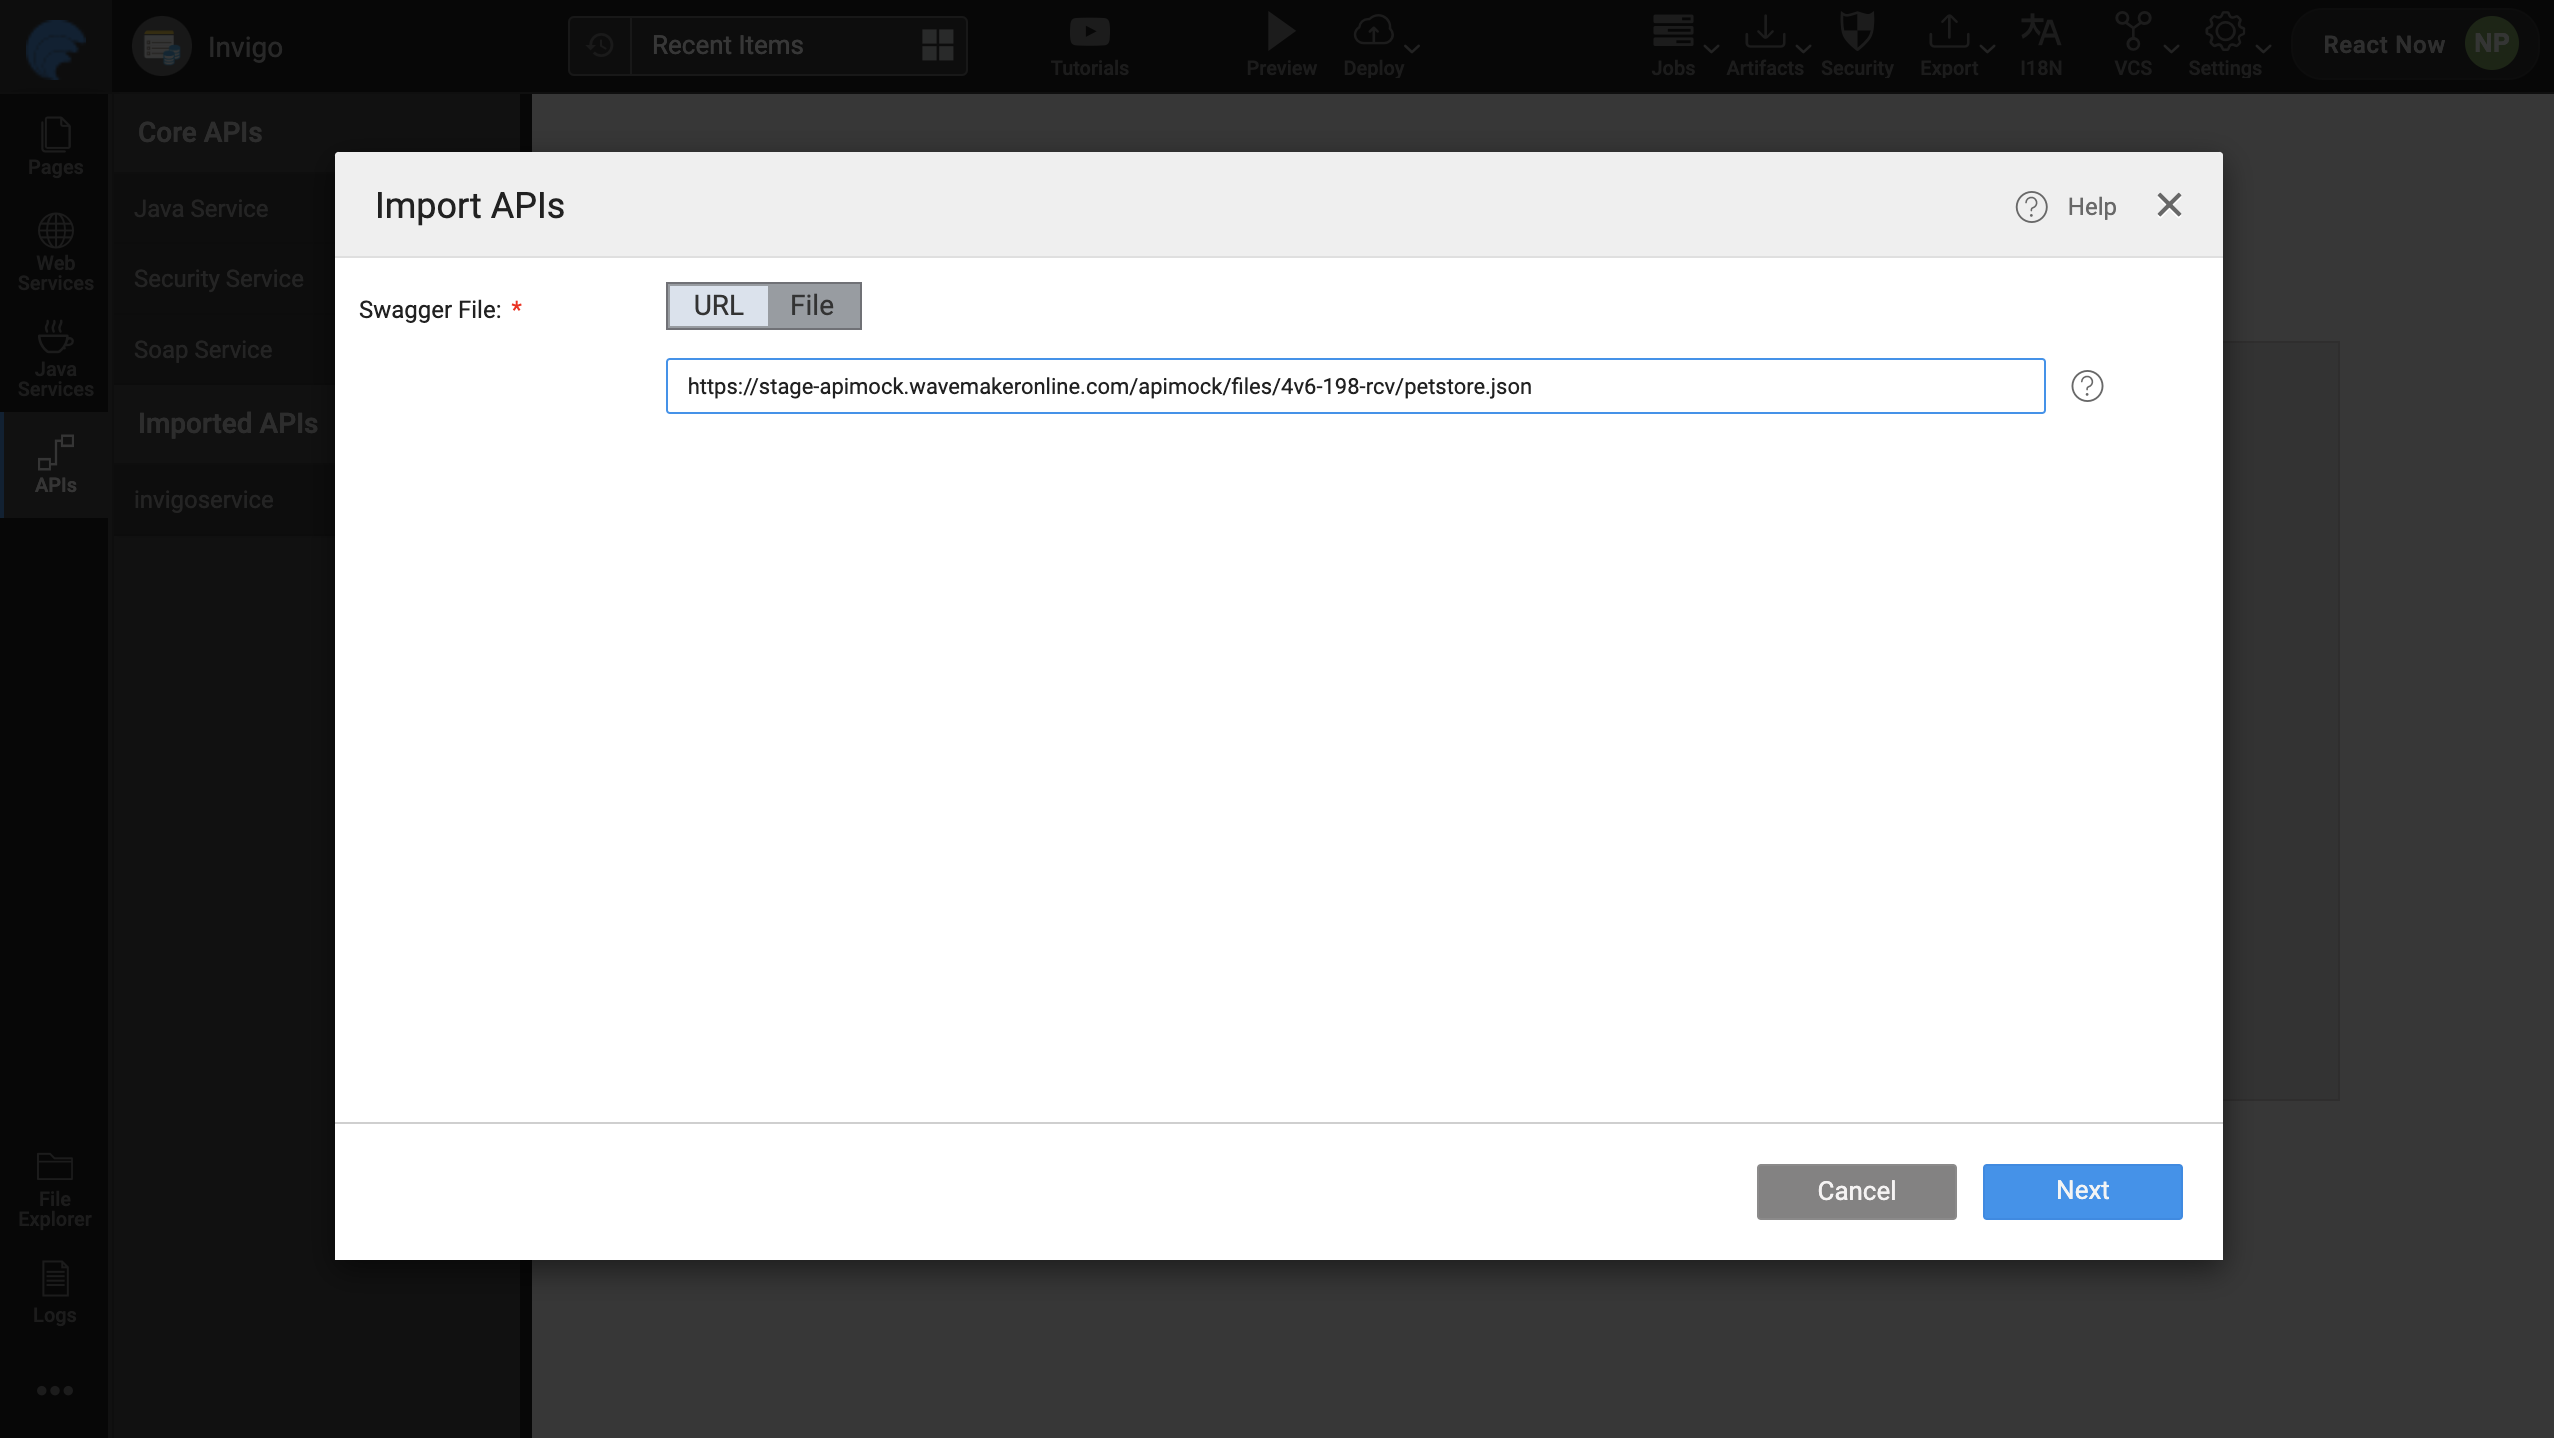 Invigo
Recent Items
Tutorials
Preview
Deploy
Jobs
Artifacts
Security
Export
I18N
VCS
Settings
React Now
NP
Pages
Web
Services
Java
Services
APIs
File
Explorer
Logs
Core APIs
Java Service
Security Service
Soap Service
Imported APIs
invigoservice
Import APIs
? Help
Swagger File: *
URL File
https://stage-apimock.wavemakeronline.com/apimock/files/4v6-198-rcv/petstore.json
?
Cancel
Next